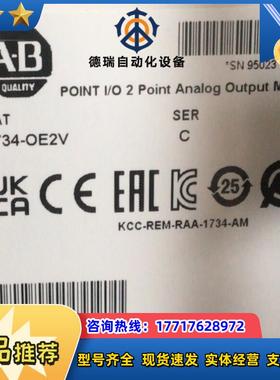 德瑞自动化设备
AB
QUALITY
*SN 95023
POINT I/O 2 Point Analog Output M
AT
SER
734-OE2V
C
UK
CA
CE
EAC
25
KCC-REM-RAA-1734-AM
咨询热线：17717628972
品推荐
型号齐全 现货速发 实体经营